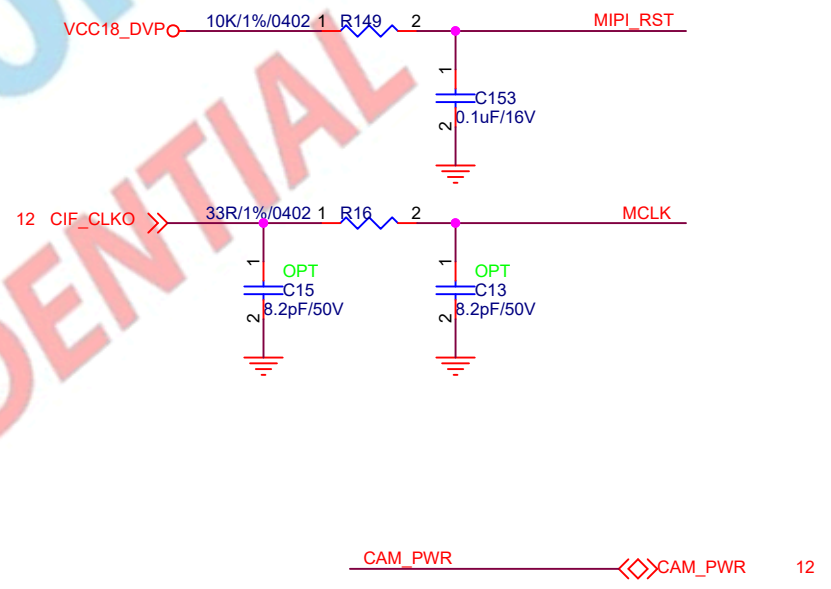 VCC18_DVP 10K/1%/0402 1 R149 2 MIPI_RST
1
C153
0.1uF/16V
2
12 CIF_CLKO 33R/1%/0402 1 R16 2 MCLK
1 OPT 1 OPT
C15 C13
2 8.2pF/50V 2 8.2pF/50V
DENTIAL
CAM_PWR CAM_PWR 12